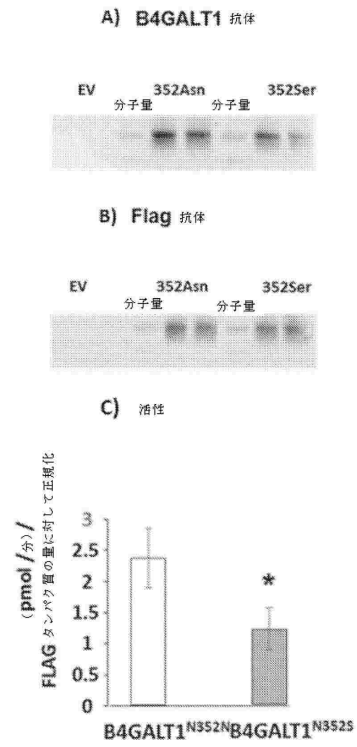 A) B4GALT1 抗体
EV 352Asn 352Ser
分子量 分子量
B) Flag 抗体
EV 352Asn 352Ser
分子量 分子量
C) 活性
(pmol/分)/
FLAG タンパク質の量に対して正規化
3
2.5
2
1.5
1
0.5
0
*
B4GALT1N352N B4GALT1N352S